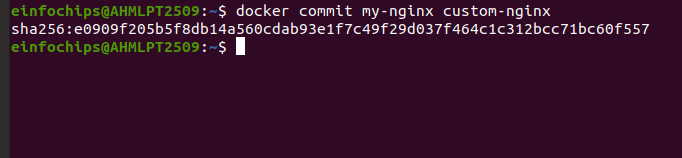 einfochips@AHMLPT2509:~$ docker commit my-nginx custom-nginx
sha256:e0909f205b5f8db14a560cdab93e1f7c49f29d037f464c1c312bcc71bc60f557
einfochips@AHMLPT2509:~$